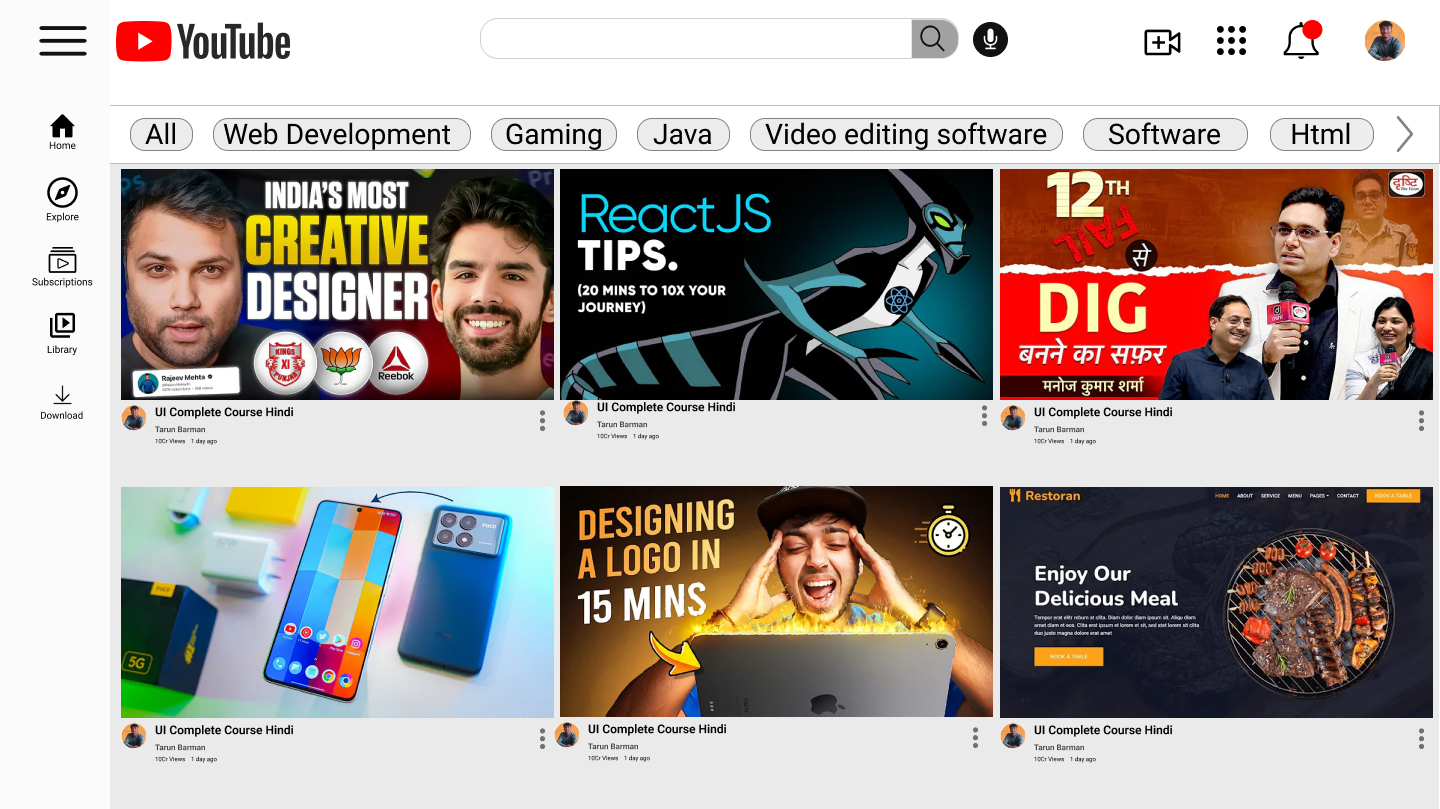 YouTube
Home
Explore
Subscriptions
Library
Download
All
Web Development
Gaming
Java
Video editing software
Software
Html
INDIA'S MOST
CREATIVE
DESIGNER
KINGS
XI
PUNJAB
Reebok
Rajeev Mehta
UI Complete Course Hindi
Tarun Barman
10Cr Views 1 day ago
ReactJS
TIPS.
(20 MINS TO 10X YOUR
JOURNEY)
UI Complete Course Hindi
Tarun Barman
10Cr Views 1 day ago
12TH
FAIL
से
DIG
बनने का सफ़र
मनोज कुमार शर्मा
दृष्टि
UI Complete Course Hindi
Tarun Barman
10Cr Views 1 day ago
POCO
POCO
5G
UI Complete Course Hindi
Tarun Barman
10Cr Views 1 day ago
DESIGNING
A LOGO IN
15 MINS
UI Complete Course Hindi
Tarun Barman
10Cr Views 1 day ago
Restoran
HOME ABOUT SERVICE MENU PAGES CONTACT BOOK A TABLE
Enjoy Our
Delicious Meal
Tempor erat elitr rebum at clita. Diam dolor diam ipsum sit. Aliqu diam
amet diam et eos. Clita erat ipsum et lorem et sit, sed stet lorem sit clita
duo justo magna dolore erat amet
BOOK A TABLE
UI Complete Course Hindi
Tarun Barman
10Cr Views 1 day ago